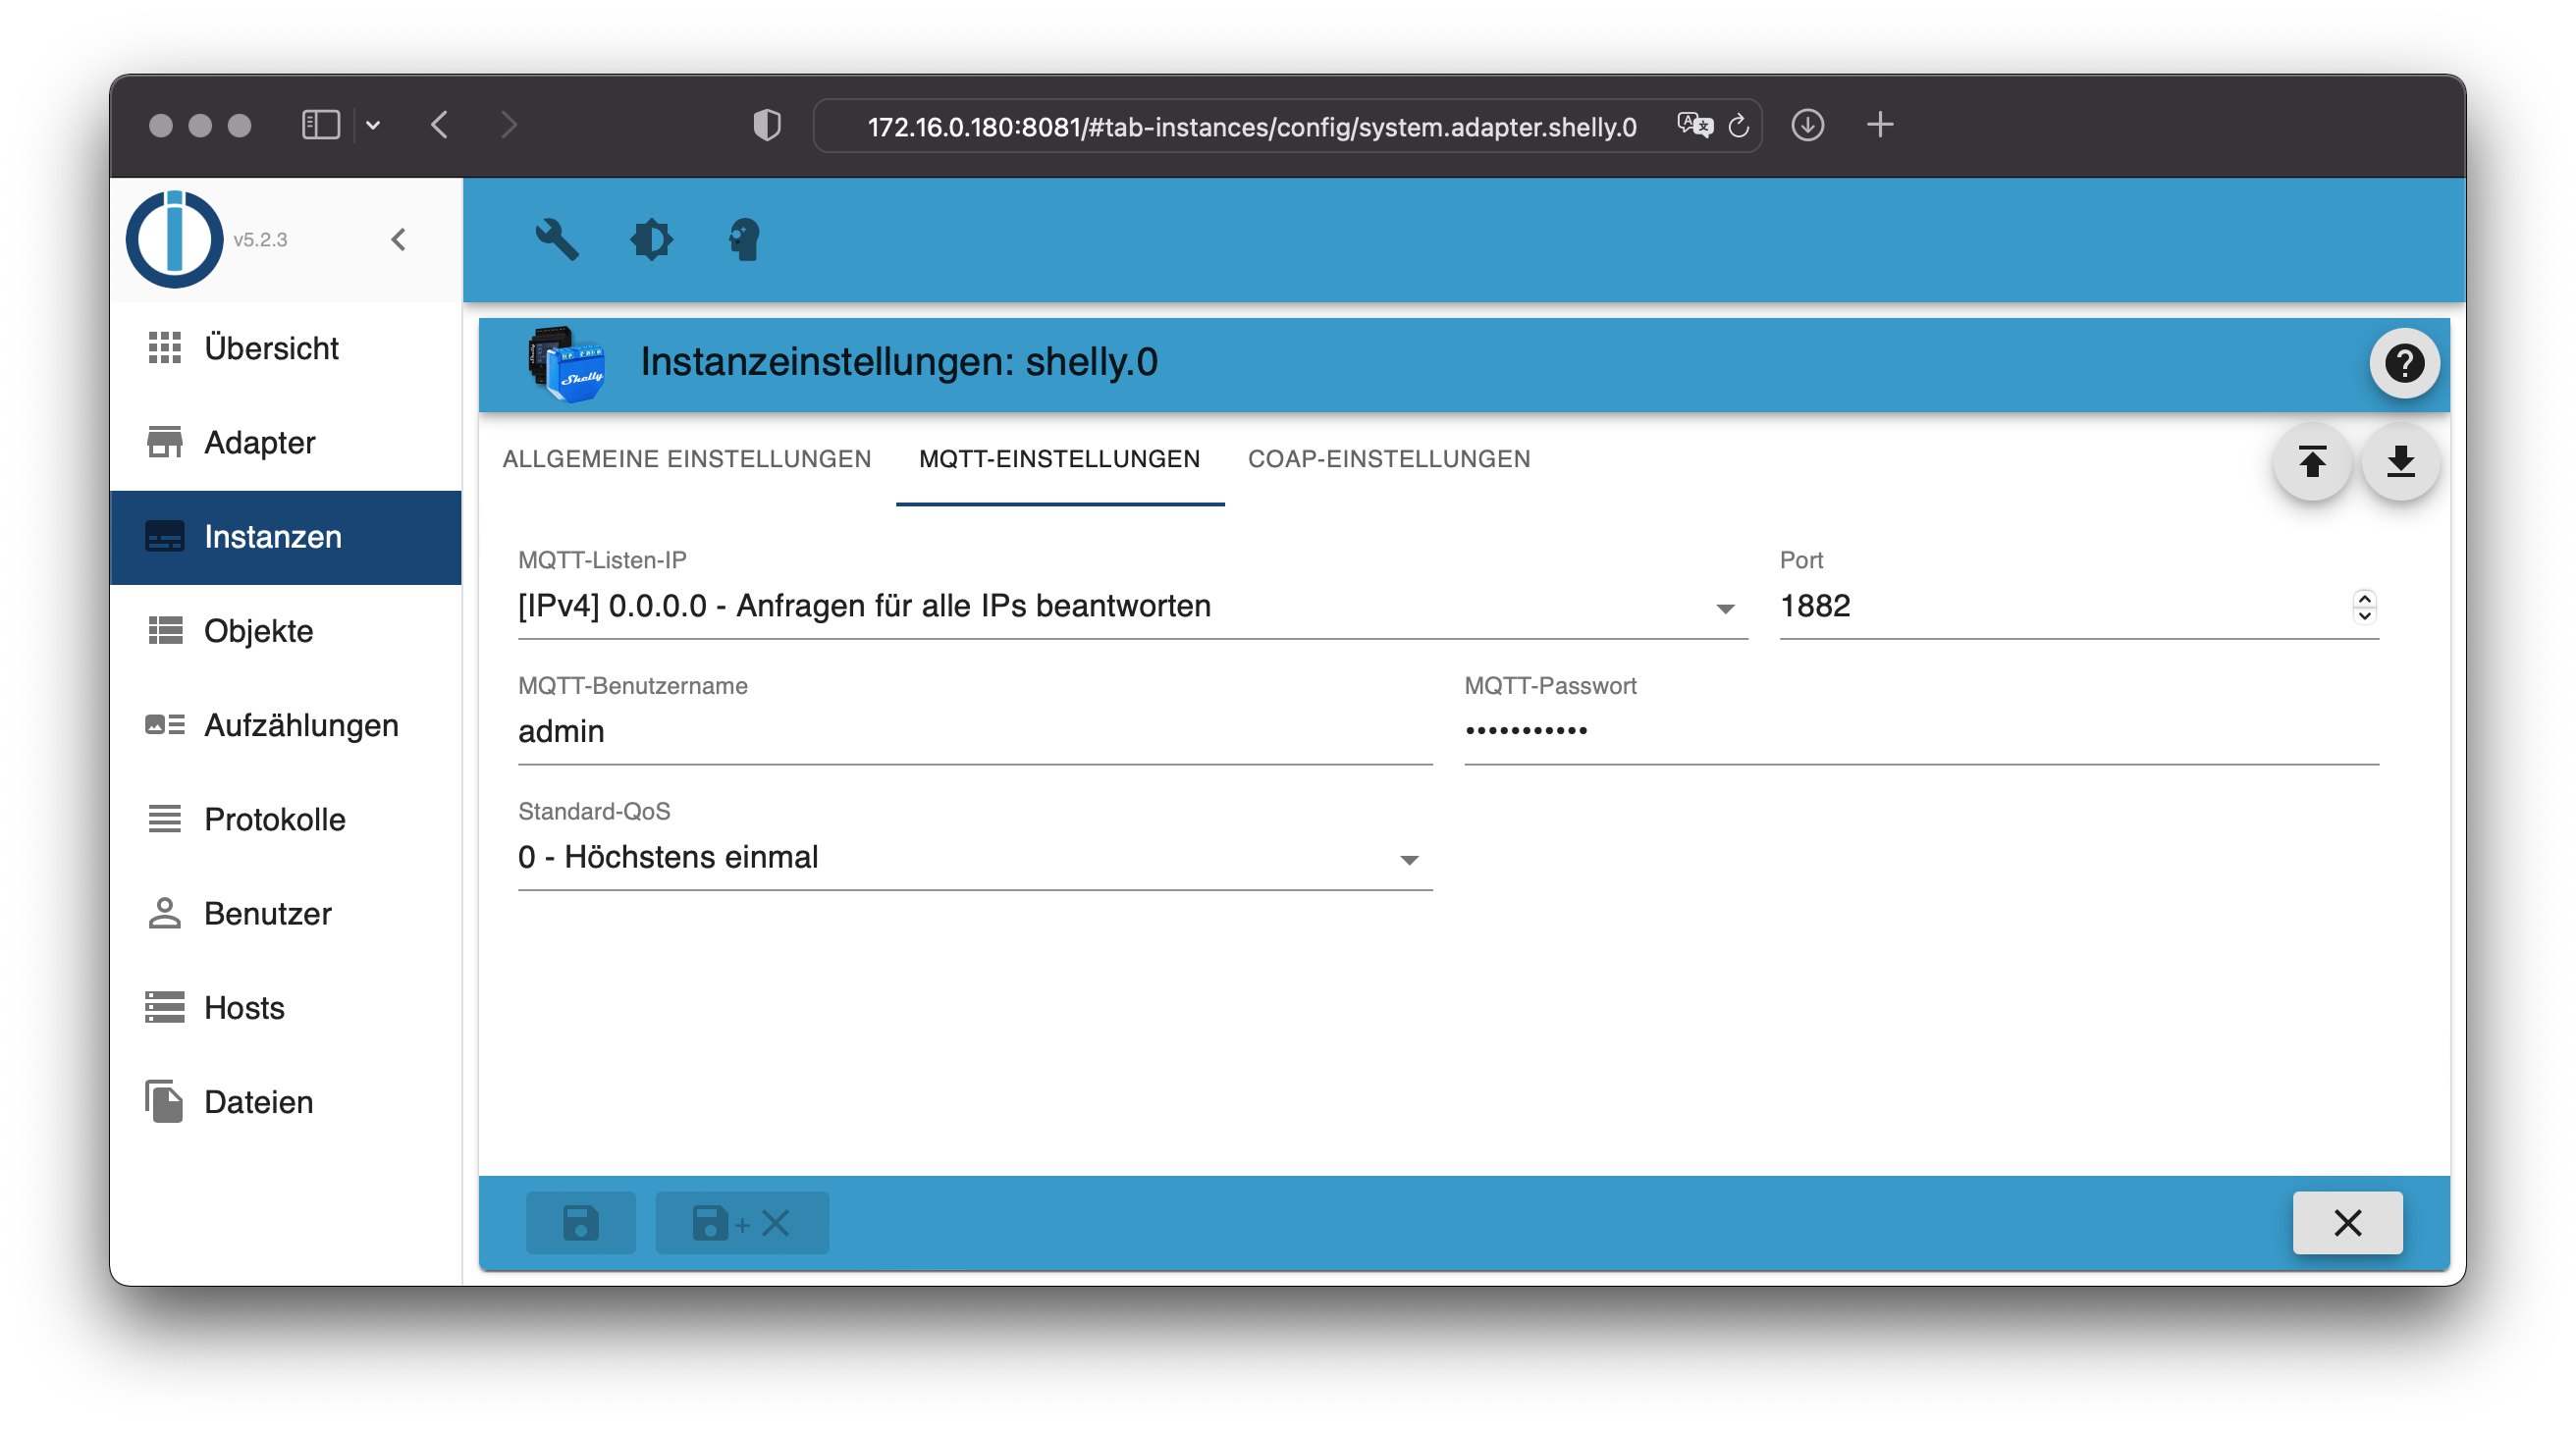 172.16.0.180:8081/#tab-instances/config/system.adapter.shelly.0
v5.2.3
Übersicht
Adapter
Instanzen
Objekte
Aufzählungen
Protokolle
Benutzer
Hosts
Dateien
Shelly
Instanzeinstellungen: shelly.0
ALLGEMEINE EINSTELLUNGEN MQTT-EINSTELLUNGEN COAP-EINSTELLUNGEN
MQTT-Listen-IP Port
[IPv4] 0.0.0.0 - Anfragen für alle IPs beantworten 1882
MQTT-Benutzername MQTT-Passwort
admin •••••••••••
Standard-QoS
0 - Höchstens einmal